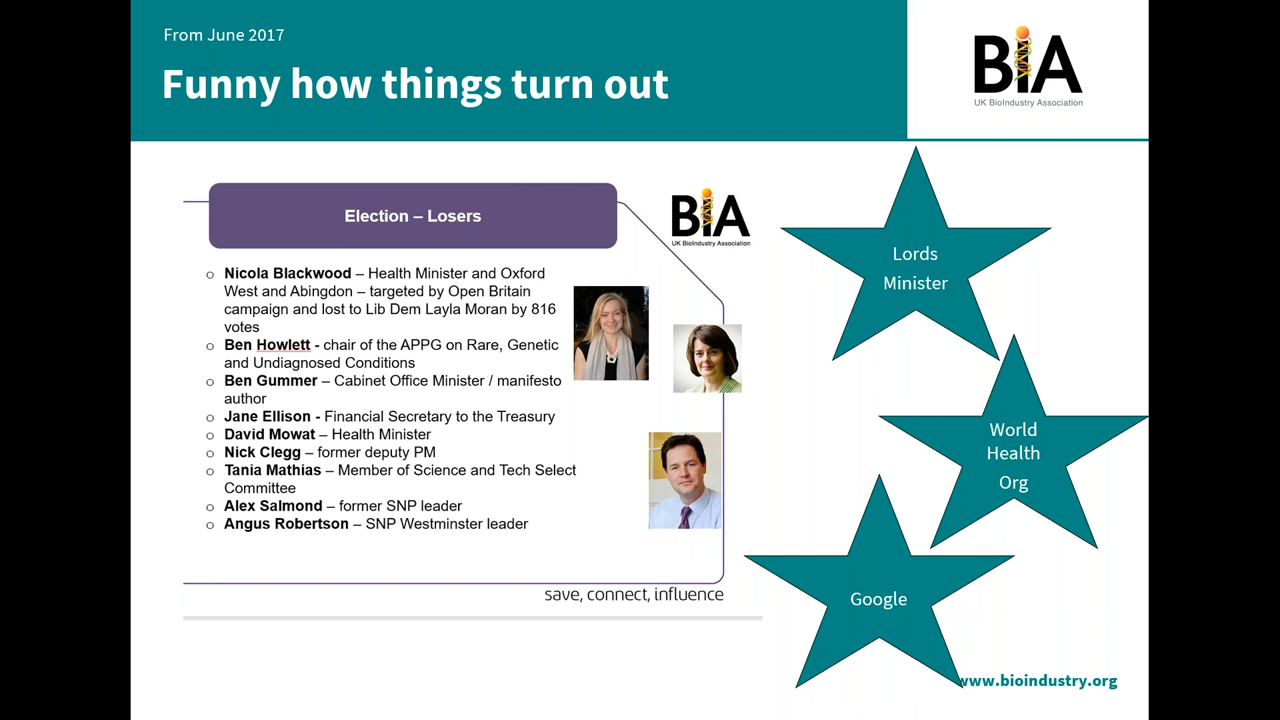 From June 2017
Funny how things turn out
BiA
UK BioIndustry Association
Election – Losers
BiA
UK BioIndustry Association
o Nicola Blackwood – Health Minister and Oxford
West and Abingdon – targeted by Open Britain
campaign and lost to Lib Dem Layla Moran by 816
votes
o Ben Howlett - chair of the APPG on Rare, Genetic
and Undiagnosed Conditions
o Ben Gummer – Cabinet Office Minister / manifesto
author
o Jane Ellison - Financial Secretary to the Treasury
o David Mowat – Health Minister
o Nick Clegg – former deputy PM
o Tania Mathias – Member of Science and Tech Select
Committee
o Alex Salmond – former SNP leader
o Angus Robertson – SNP Westminster leader
save, connect, influence
Lords
Minister
World
Health
Org
Google
www.bioindustry.org